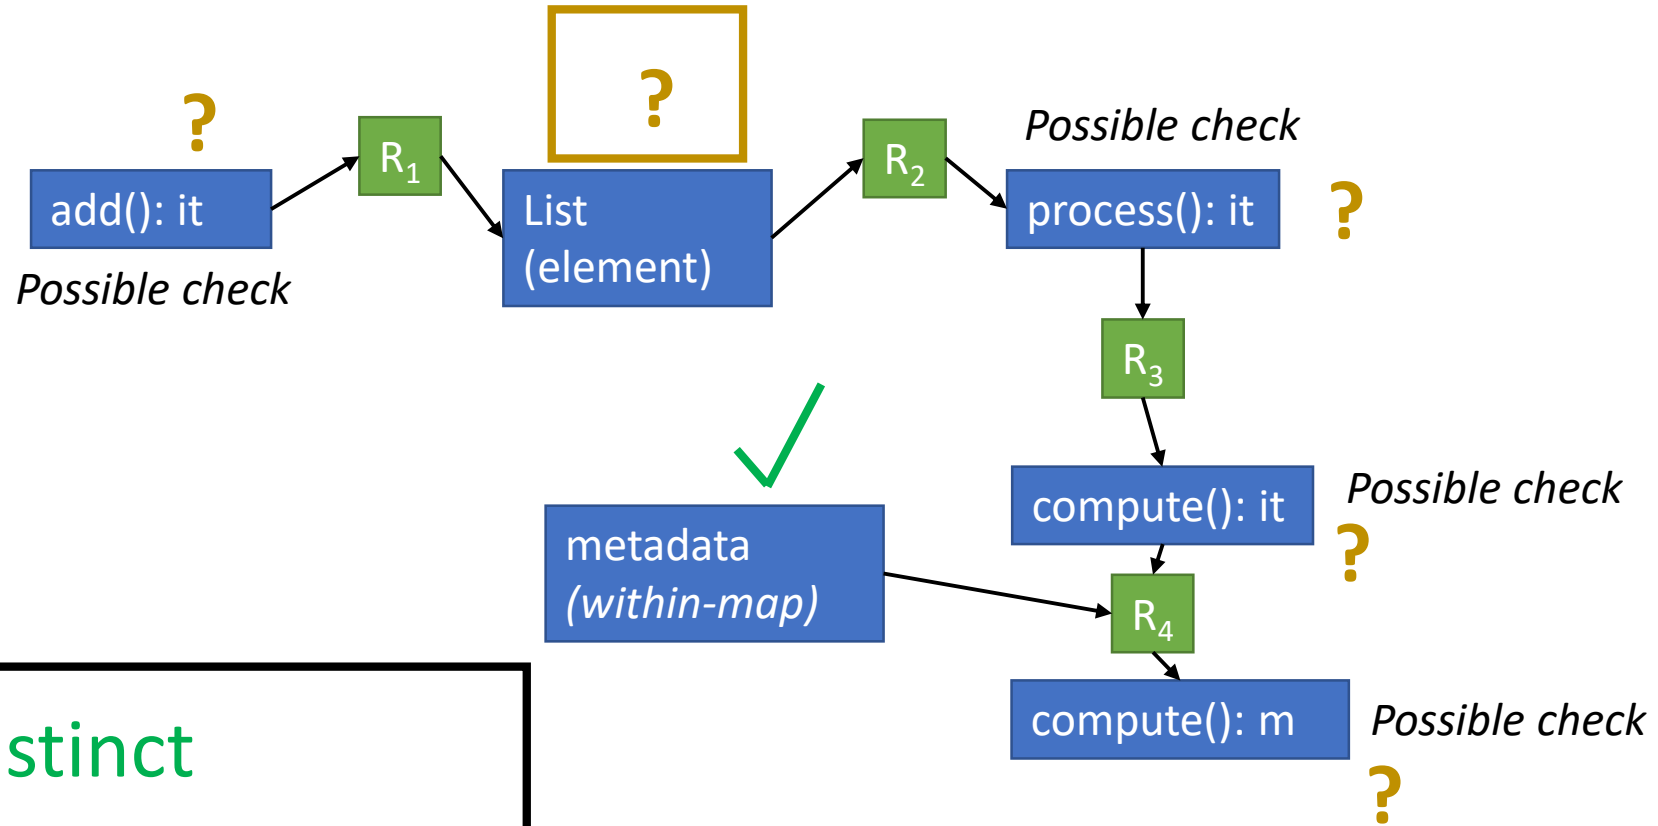 ?
?
Possible check
R1
R2
add(): it
List
(element)
process(): it
?
Possible check
R3
compute(): it
Possible check
?
metadata
(within-map)
R4
compute(): m
Possible check
?
stinct